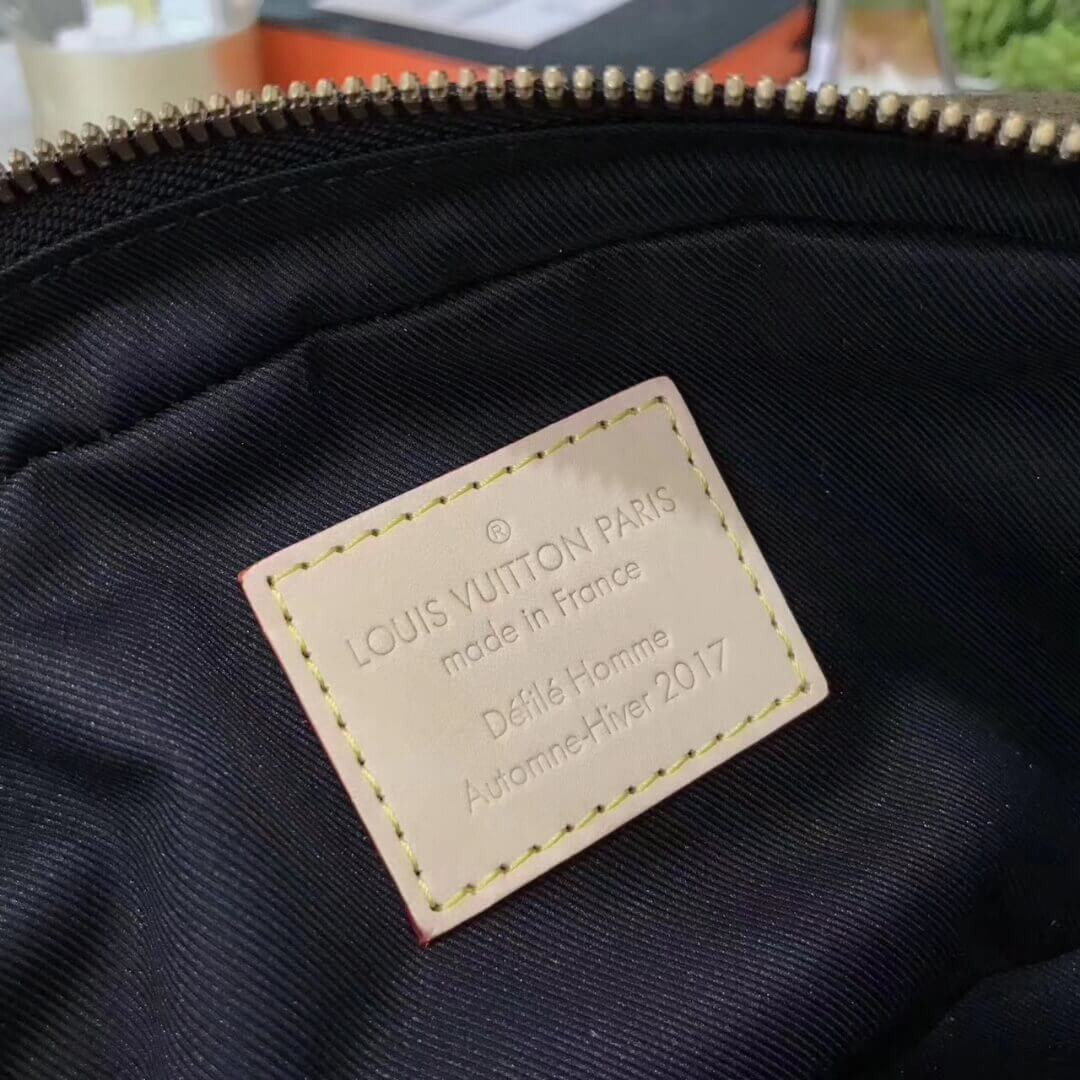 ®
LOUIS VUITTON PARIS
made in France
Défilé Homme
Automne-Hiver 2017